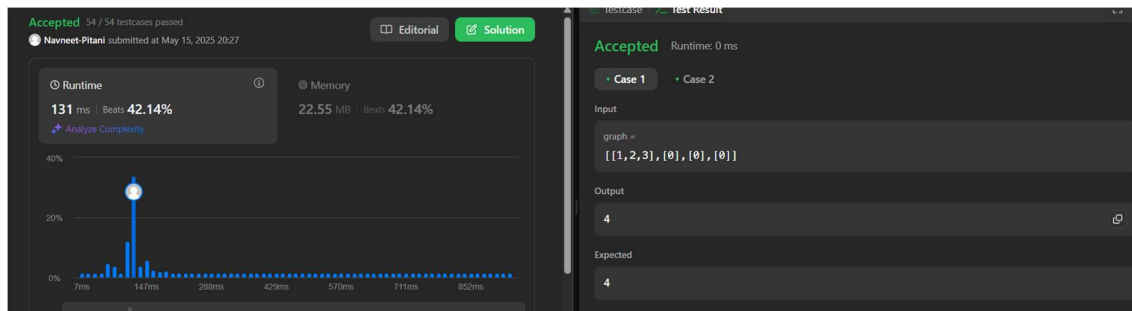 Accepted 54 / 54 testcases passed
Navneet-Pitani submitted at May 15, 2025 20:27
Editorial
Solution
Runtime
131 ms | Beats 42.14%
Analyze Complexity
Memory
22.55 MB | Beats 42.14%
40%
20%
0%
7ms 147ms 288ms 429ms 570ms 711ms 852ms
Testcase | Test Result
Accepted Runtime: 0 ms
• Case 1 • Case 2
Input
graph =
[[1,2,3],[0],[0],[0]]
Output
4
Expected
4